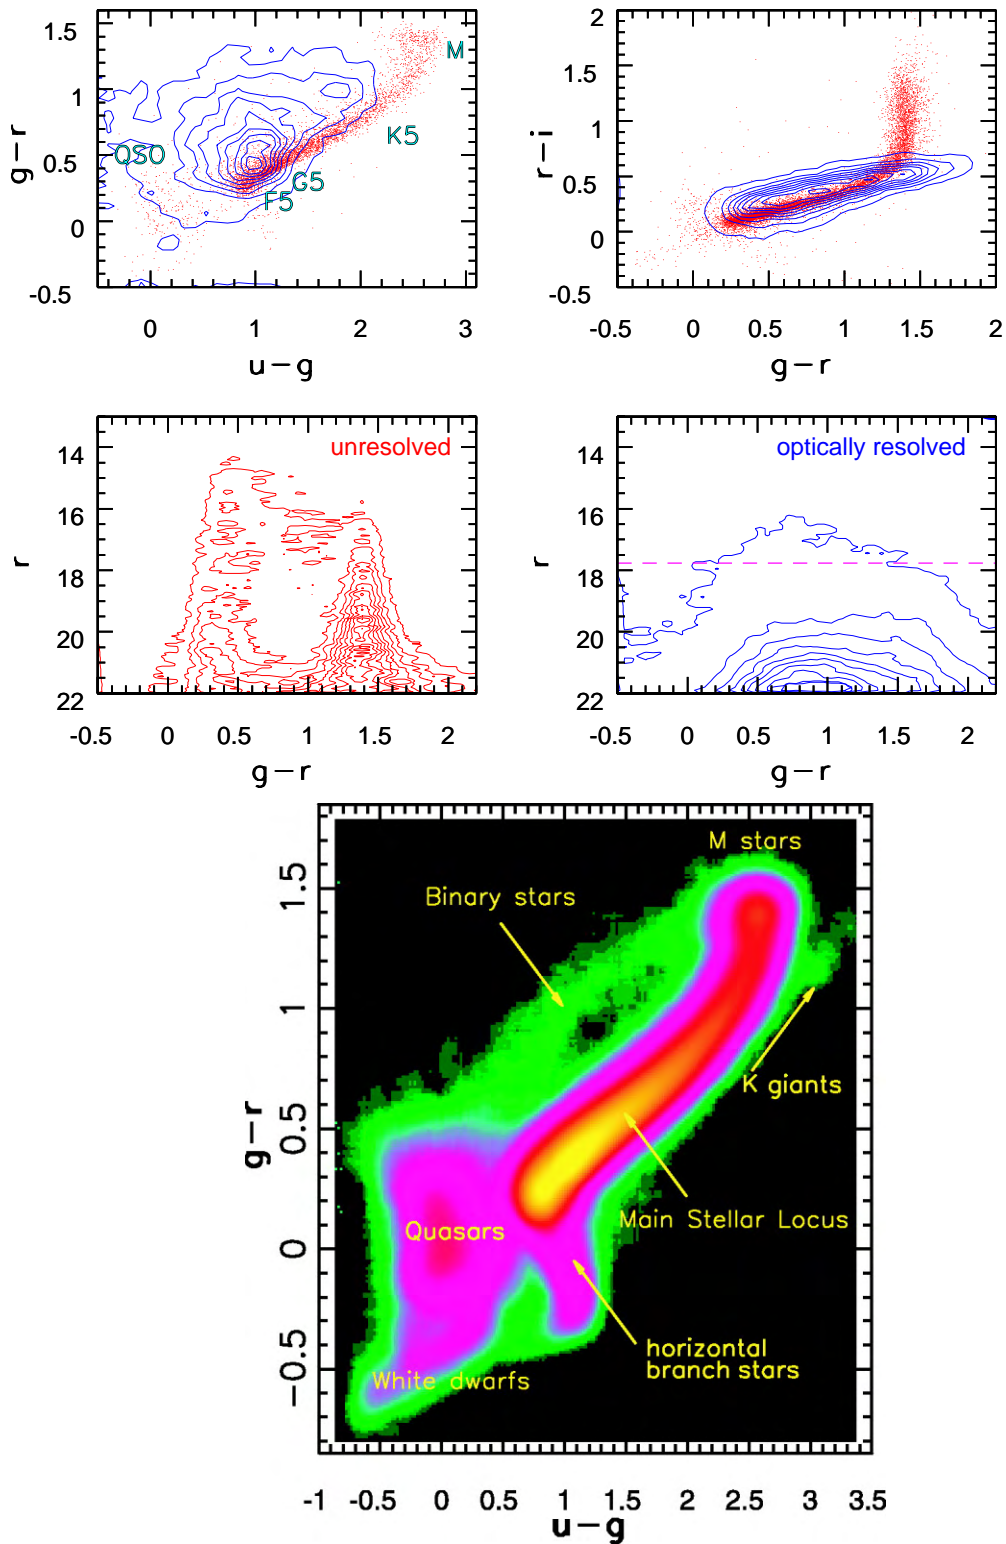 1.5
1
0.5
0
-0.5
g-r
M
K5
QSO
G5
F5
0
1
2
3
u-g
2
1.5
1
0.5
0
-0.5
r-i
-0.5
0
0.5
1
1.5
2
g-r
14
16
18
20
22
r
unresolved
-0.5
0
0.5
1
1.5
2
g-r
14
16
18
20
22
r
optically resolved
-0.5
0
0.5
1
1.5
2
g-r
1.5
1
0.5
0
-0.5
g-r
M stars
Binary stars
K giants
Main Stellar Locus
Quasars
horizontal
branch stars
White dwarfs
-1
-0.5
0
0.5
1
1.5
2
2.5
3
3.5
u-g